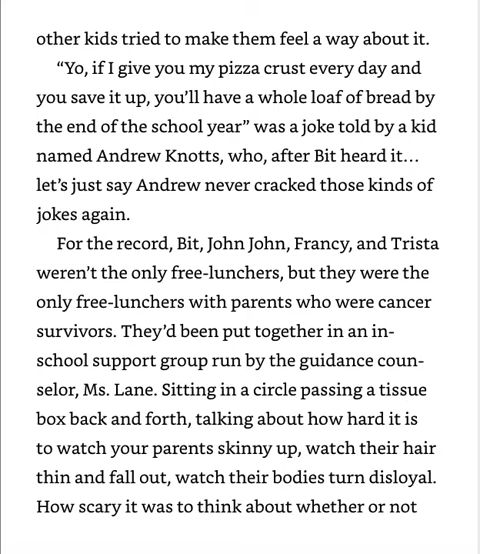 other kids tried to make them feel a way about it.
“Yo, if I give you my pizza crust every day and
you save it up, you’ll have a whole loaf of bread by
the end of the school year” was a joke told by a kid
named Andrew Knotts, who, after Bit heard it…
let’s just say Andrew never cracked those kinds of
jokes again.
For the record, Bit, John John, Francy, and Trista
weren’t the only free-lunchers, but they were the
only free-lunchers with parents who were cancer
survivors. They’d been put together in an in-
school support group run by the guidance coun-
selor, Ms. Lane. Sitting in a circle passing a tissue
box back and forth, talking about how hard it is
to watch your parents skinny up, watch their hair
thin and fall out, watch their bodies turn disloyal.
How scary it was to think about whether or not